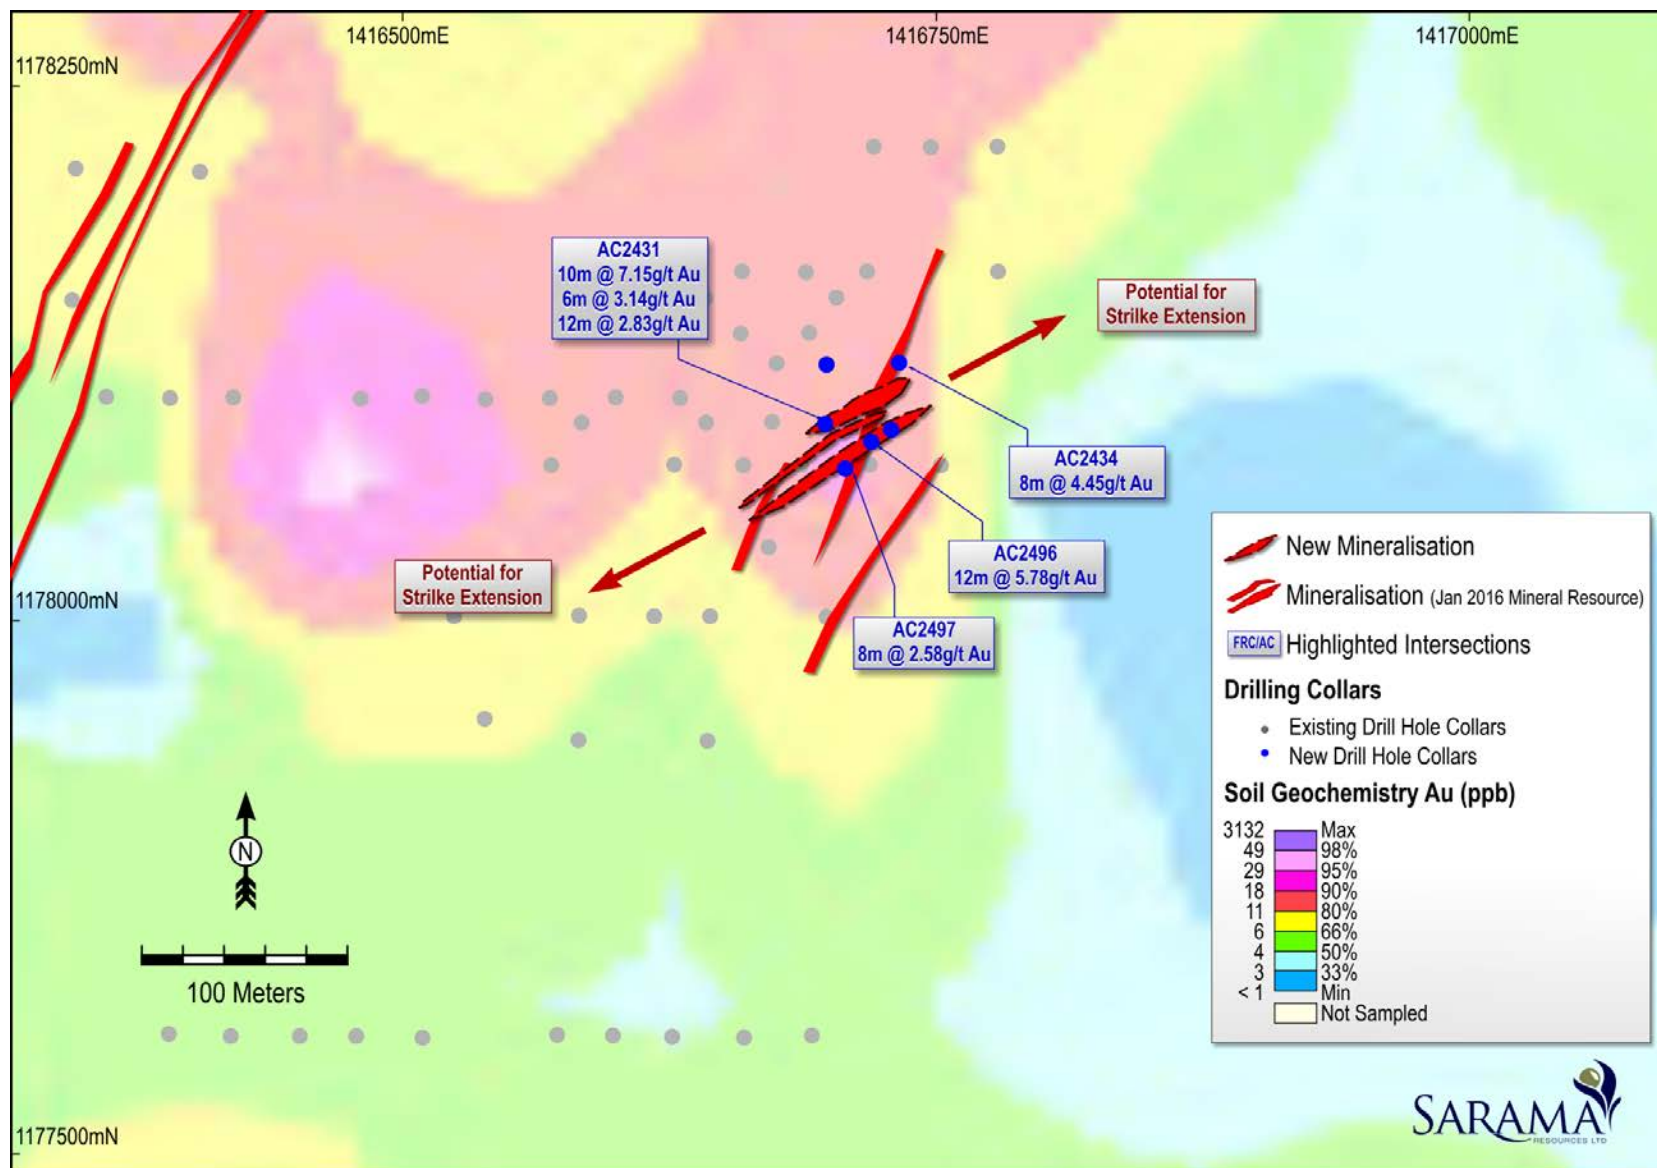 1416500mE
1416750mE
1417000mE
1178250mN
AC2431
10m @ 7.15g/t Au
6m @ 3.14g/t Au
12m @ 2.83g/t Au
Potential for
Strilke Extension
AC2434
8m @ 4.45g/t Au
AC2496
12m @ 5.78g/t Au
Potential for
Strilke Extension
1178000mN
AC2497
8m @ 2.58g/t Au
New Mineralisation
Mineralisation (Jan 2016 Mineral Resource)
FRC/AC Highlighted Intersections
Drilling Collars
Existing Drill Hole Collars
New Drill Hole Collars
Soil Geochemistry Au (ppb)
3132 Max
49 98%
29 95%
18 90%
11 80%
6 66%
4 50%
3 33%
< 1 Min
Not Sampled
N
100 Meters
1177500mN
SARAMA
RESOURCES LTD